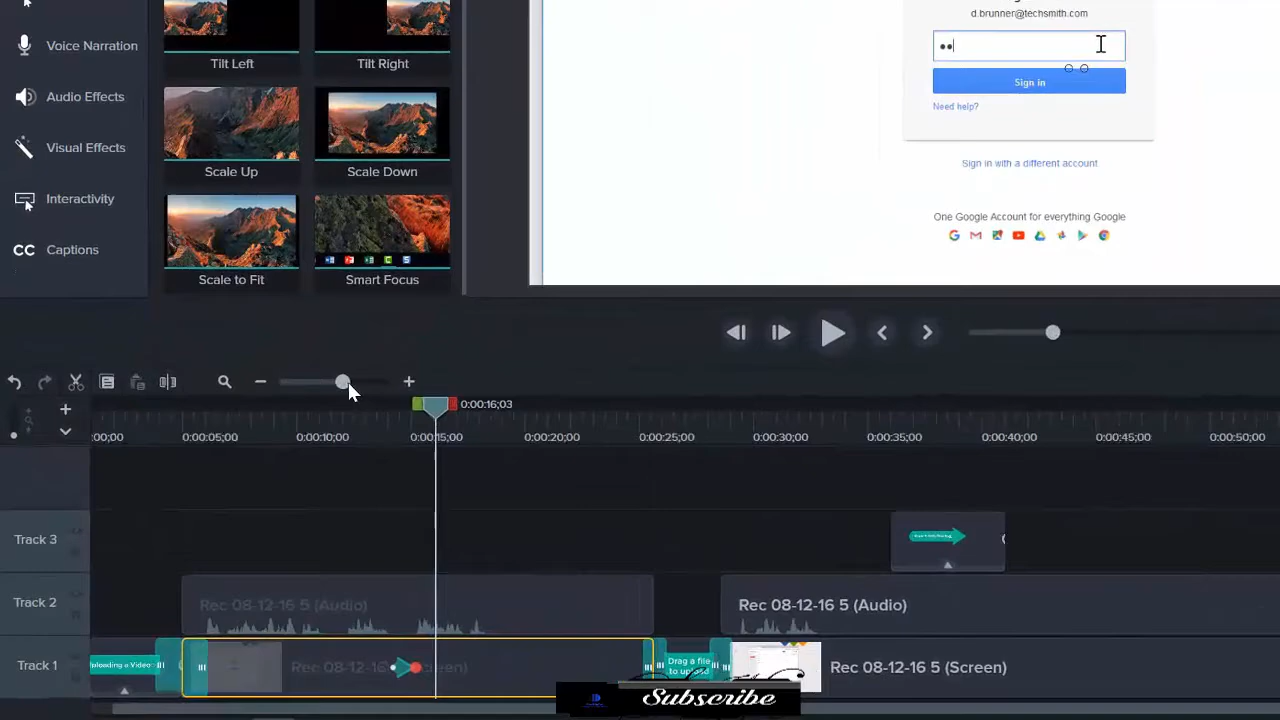 d.brunner@techsmith.com
Voice Narration
Tilt Left
Tilt Right
Sign in
Audio Effects
Need help?
Visual Effects
Sign in with a different account
Scale Up
Scale Down
Interactivity
One Google Account for everything Google
CC Captions
Scale to Fit
Smart Focus
0:00:16;03
:00;00
0:00:05;00
0:00:10;00
0:00:15;00
0:00:20;00
0:00:25;00
0:00:30;00
0:00:35;00
0:00:40;00
0:00:45;00
0:00:50;00
Track 3
Track 2
Rec 08-12-16 5 (Audio)
Rec 08-12-16 5 (Audio)
Track 1
Uploading a Video
Rec 08-12-16 5 (Screen)
Drag a file
to upload
Rec 08-12-16 5 (Screen)
Subscribe